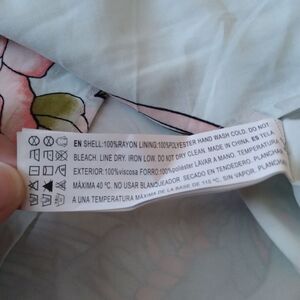 EN SHELL:100%RAYON LINING:100%POLYESTER HAND WASH COLD. DO NOT
BLEACH. LINE DRY. IRON LOW. DO NOT DRY CLEAN. MADE IN CHINA. ES TELA
EXTERIOR:100%viscosa FORRO:100%poliéster LAVAR A MANO. TEMPERATURA
MÁXIMA 40 ºC. NO USAR BLANQUEADOR. SECADO EN TENDEDERO. PLANCHAR
A UNA TEMPERATURA MÁXIMA DE LA BASE DE 110 ºC, SIN